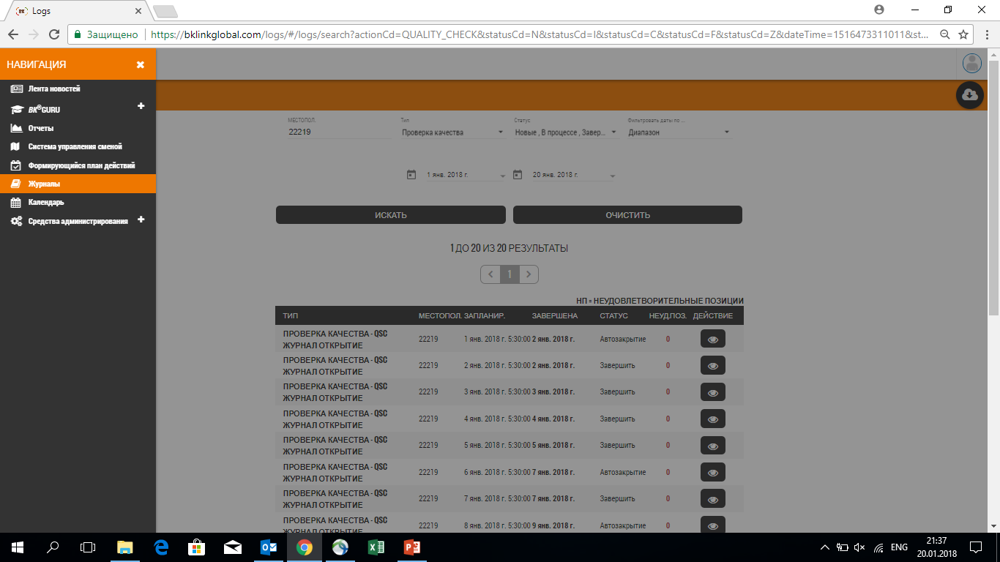 Logs
Защищено
https://bklinkglobal.com/logs/#/logs/search?actionCd=QUALITY_CHECK&statusCd=N&statusCd=I&statusCd=C&statusCd=F&statusCd=Z&dateTime=1516473311011&st...
НАВИГАЦИЯ
Лента новостей
BK®GURU
Отчеты
Система управления сменой
Формирующийся план действий
Журналы
Календарь
Средства администрирования
МЕСТОПОЛ. Тип Статус Фильтровать даты по ...
22219 Проверка качества Новые , В процессе , Завер... Диапазон
1 янв. 2018 г. 20 янв. 2018 г.
ИСКАТЬ ОЧИСТИТЬ
1 ДО 20 ИЗ 20 РЕЗУЛЬТАТЫ
1
НП = НЕУДОВЛЕТВОРИТЕЛЬНЫЕ ПОЗИЦИИ
ТИП МЕСТОПОЛ. ЗАПЛАНИР. ЗАВЕРШЕНА СТАТУС НЕУД.ПОЗ. ДЕЙСТВИЕ
ПРОВЕРКА КАЧЕСТВА - QSC
ЖУРНАЛ ОТКРЫТИЕ
22219 1 янв. 2018 г. 5:30:00 2 янв. 2018 г. Автозакрытие 0
ПРОВЕРКА КАЧЕСТВА - QSC
ЖУРНАЛ ОТКРЫТИЕ
22219 2 янв. 2018 г. 5:30:00 2 янв. 2018 г. Завершить 0
ПРОВЕРКА КАЧЕСТВА - QSC
ЖУРНАЛ ОТКРЫТИЕ
22219 3 янв. 2018 г. 5:30:00 3 янв. 2018 г. Завершить 0
ПРОВЕРКА КАЧЕСТВА - QSC
ЖУРНАЛ ОТКРЫТИЕ
22219 4 янв. 2018 г. 5:30:00 4 янв. 2018 г. Завершить 0
ПРОВЕРКА КАЧЕСТВА - QSC
ЖУРНАЛ ОТКРЫТИЕ
22219 5 янв. 2018 г. 5:30:00 5 янв. 2018 г. Завершить 0
ПРОВЕРКА КАЧЕСТВА - QSC
ЖУРНАЛ ОТКРЫТИЕ
22219 6 янв. 2018 г. 5:30:00 7 янв. 2018 г. Автозакрытие 0
ПРОВЕРКА КАЧЕСТВА - QSC
ЖУРНАЛ ОТКРЫТИЕ
22219 7 янв. 2018 г. 5:30:00 7 янв. 2018 г. Завершить 0
ПРОВЕРКА КАЧЕСТВА - QSC
ЖУРНАЛ ОТКРЫТИЕ
22219 8 янв. 2018 г. 5:30:00 9 янв. 2018 г. Автозакрытие 0
ENG
21:37
20.01.2018